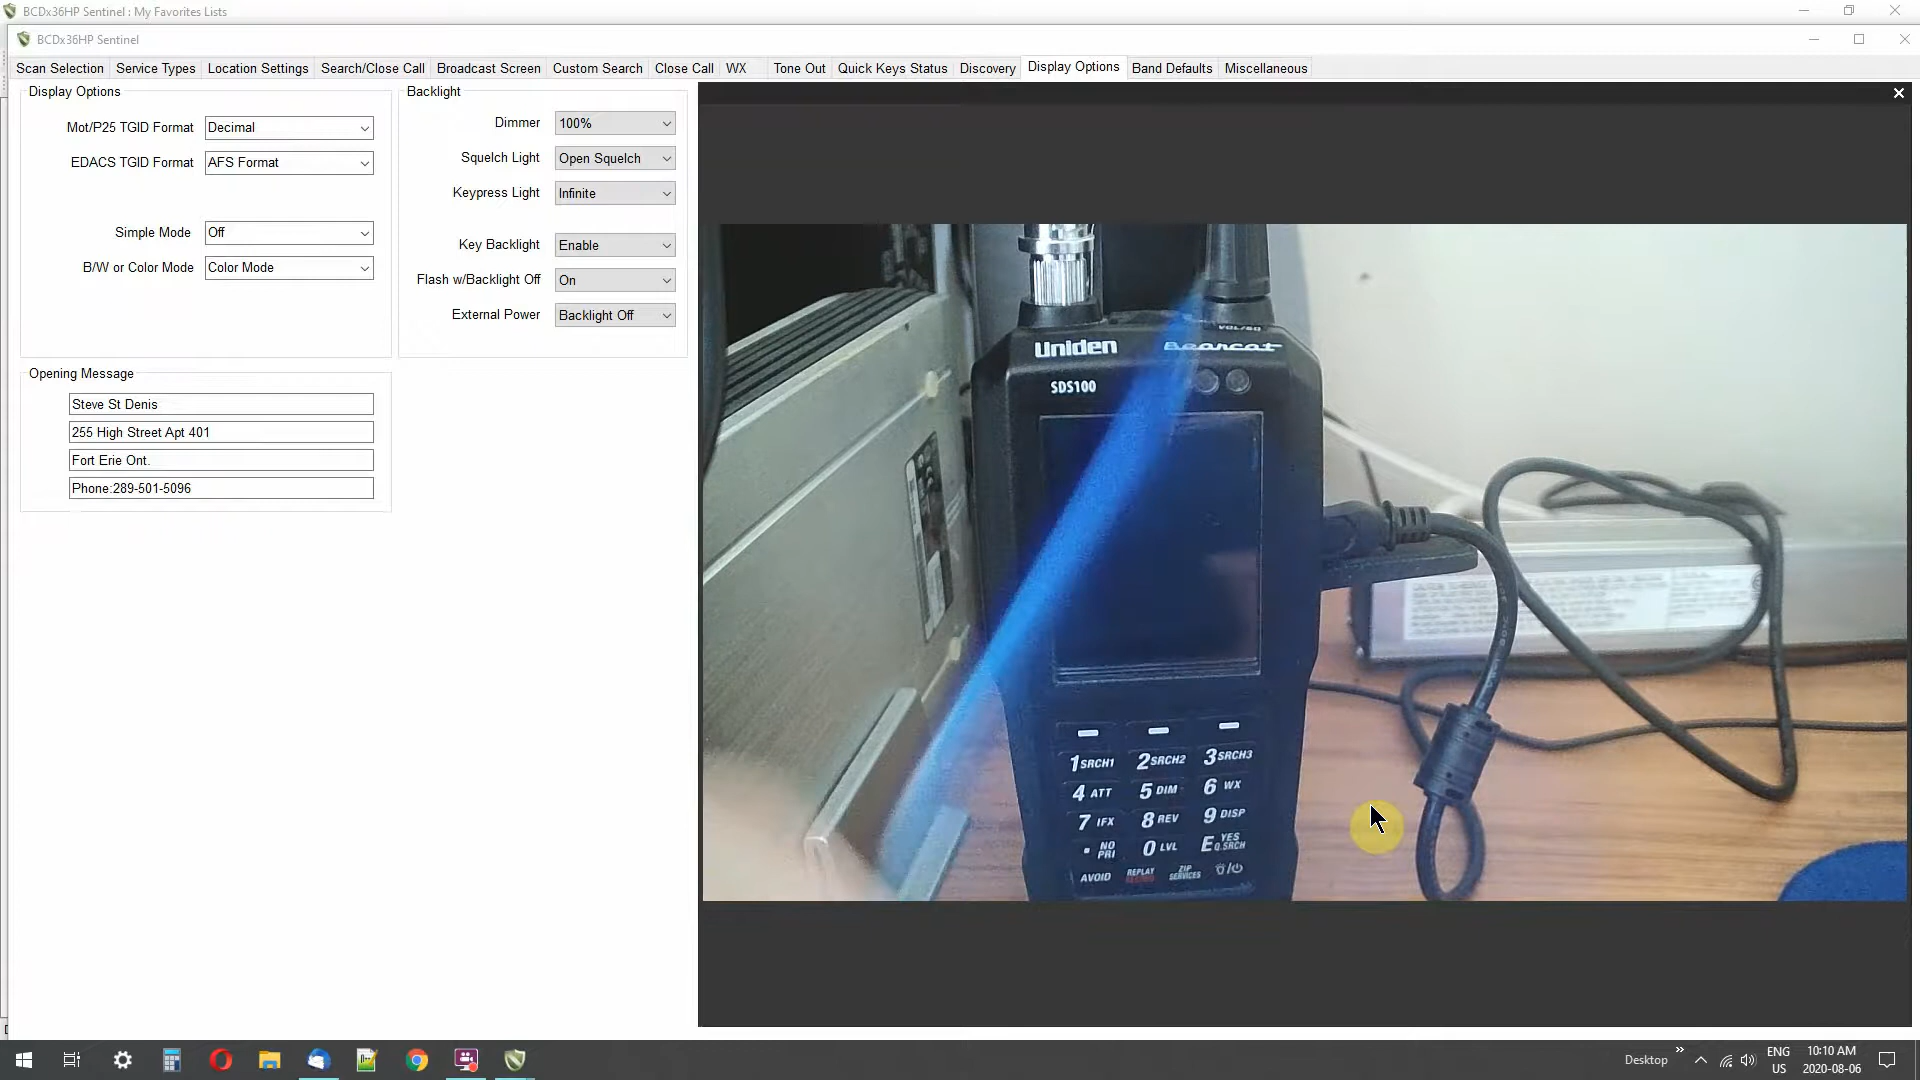 BCDx36HP Sentinel : My Favorites Lists
BCDx36HP Sentinel
Scan Selection Service Types Location Settings Search/Close Call Broadcast Screen Custom Search Close Call WX Tone Out Quick Keys Status Discovery Display Options Band Defaults Miscellaneous
Display Options
Mot/P25 TGID Format Decimal
EDACS TGID Format AFS Format
Simple Mode Off
B/W or Color Mode Color Mode
Backlight
Dimmer 100%
Squelch Light Open Squelch
Keypress Light Infinite
Key Backlight Enable
Flash w/Backlight Off On
External Power Backlight Off
Opening Message
Steve St Denis
255 High Street Apt 401
Fort Erie Ont.
Phone:289-501-5096
VOL/SQ
Uniden Bearcat
SDS100
1 SRCH1 2 SRCH2 3 SRCH3
4 ATT 5 DIM 6 WX
7 IFX 8 REV 9 DISP
. NO PRI 0 LVL E YES Q.SRCH
AVOID REPLAY RECORD ZIP SERVICES
Desktop
ENG
US
10:10 AM
2020-08-06